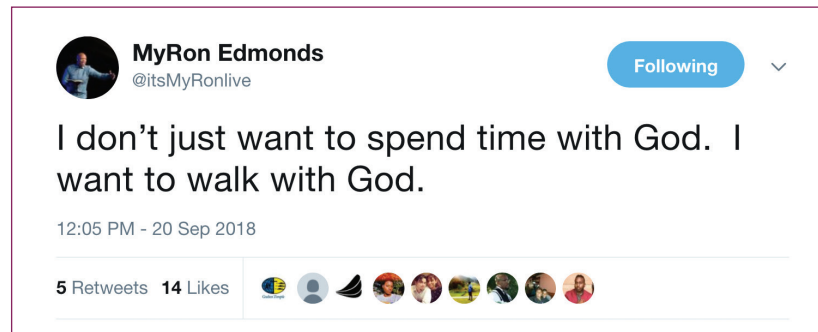 MyRon Edmonds
@itsMyRonlive
Following
I don’t just want to spend time with God.  I
want to walk with God.
12:05 PM - 20 Sep 2018
5 Retweets 14 Likes